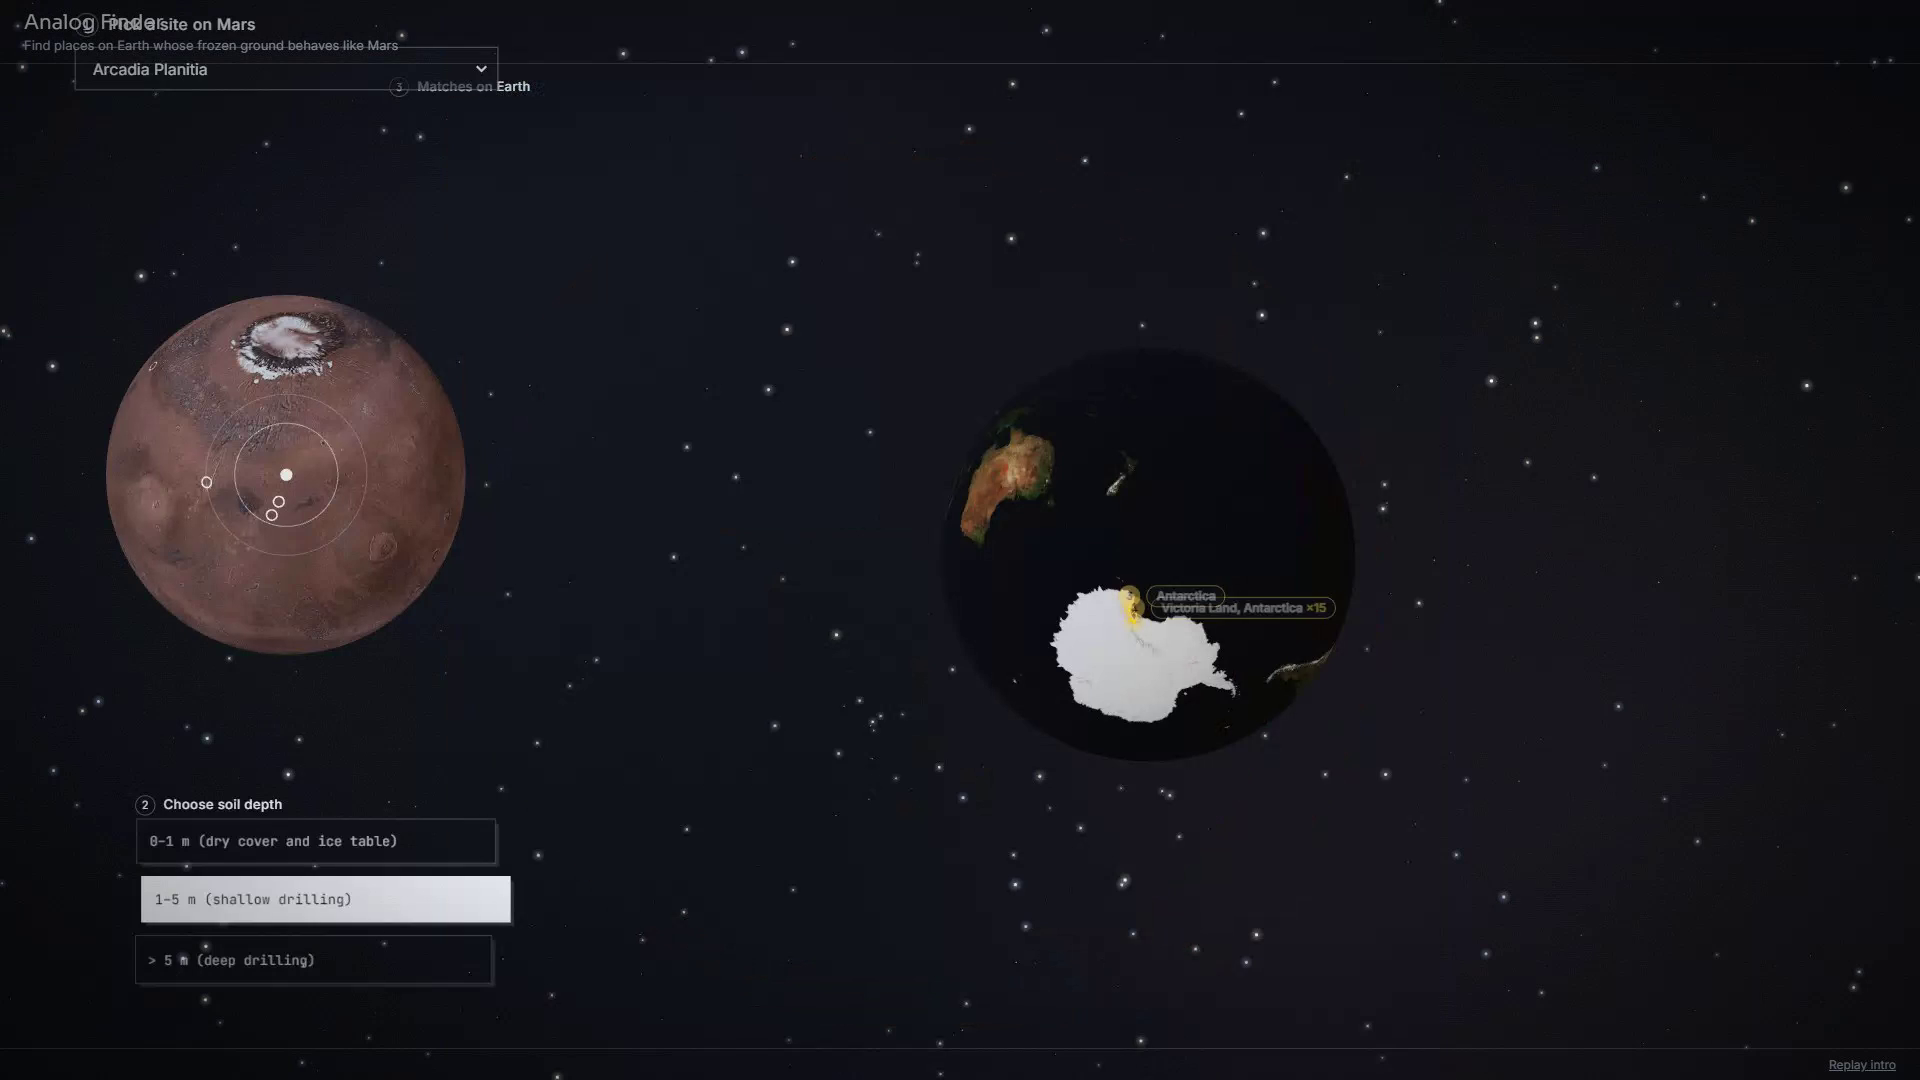 Analog Finder
1 Pick a site on Mars
Find places on Earth whose frozen ground behaves like Mars
Arcadia Planitia
3 Matches on Earth
Antarctica
Victoria Land, Antarctica ×15
2 Choose soil depth
0–1 m (dry cover and ice table)
1–5 m (shallow drilling)
> 5 m (deep drilling)
Replay intro